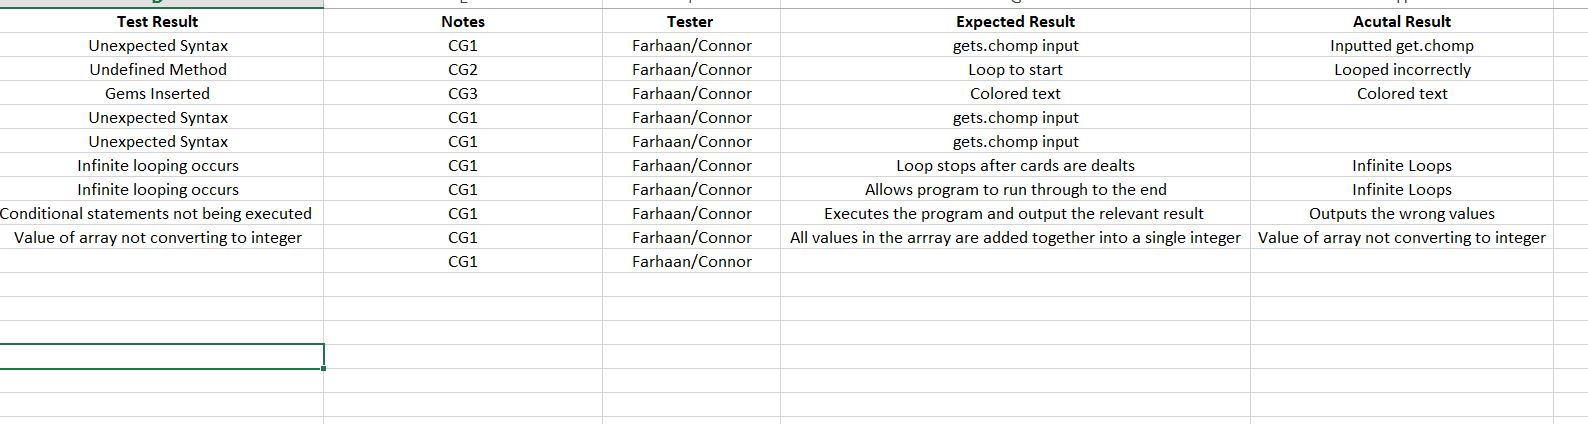 Test Result Notes Tester Expected Result Acutal Result
Unexpected Syntax CG1 Farhaan/Connor gets.chomp input Inputted get.chomp
Undefined Method CG2 Farhaan/Connor Loop to start Looped incorrectly
Gems Inserted CG3 Farhaan/Connor Colored text Colored text
Unexpected Syntax CG1 Farhaan/Connor gets.chomp input
Unexpected Syntax CG1 Farhaan/Connor gets.chomp input
Infinite looping occurs CG1 Farhaan/Connor Loop stops after cards are dealts Infinite Loops
Infinite looping occurs CG1 Farhaan/Connor Allows program to run through to the end Infinite Loops
Conditional statements not being executed CG1 Farhaan/Connor Executes the program and output the relevant result Outputs the wrong values
Value of array not converting to integer CG1 Farhaan/Connor All values in the arrray are added together into a single integer Value of array not converting to integer
CG1 Farhaan/Connor